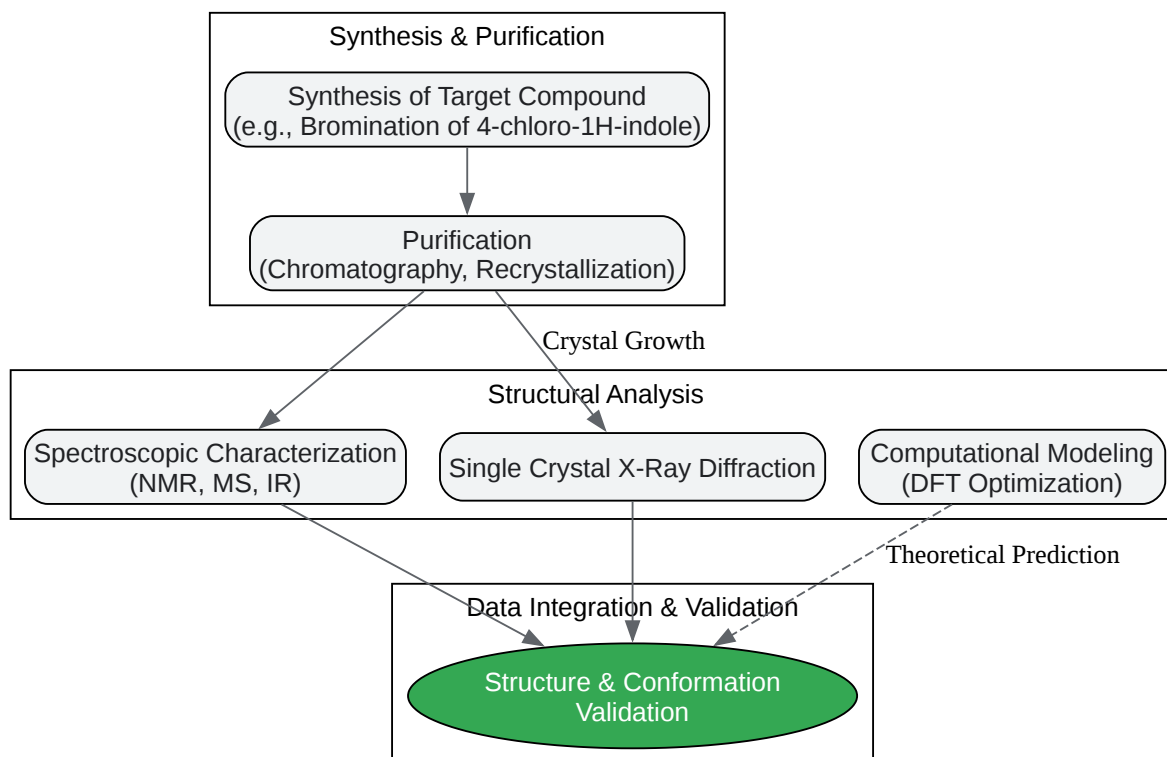 Synthesis & Purification
Synthesis of Target Compound
(e.g., Bromination of 4-chloro-1H-indole)
Purification
(Chromatography, Recrystallization)
Crystal Growth
Structural Analysis
Spectroscopic Characterization
(NMR, MS, IR)
Single Crystal X-Ray Diffraction
Computational Modeling
(DFT Optimization)
Theoretical Prediction
Data Integration & Validation
Structure & Conformation
Validation